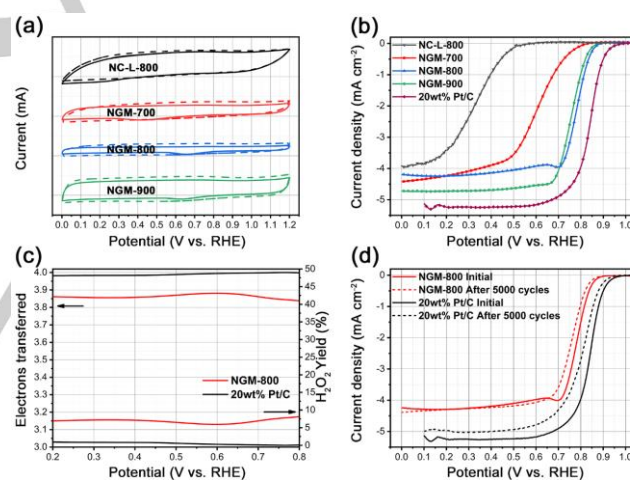 (a)
Current (mA)
NC-L-800
NGM-700
NGM-800
NGM-900
0.0 0.1 0.2 0.3 0.4 0.5 0.6 0.7 0.8 0.9 1.0 1.1 1.2
Potential (V vs. RHE)
(b)
Current density (mA cm⁻²)
NC-L-800
NGM-700
NGM-800
NGM-900
20wt% Pt/C
0
-1
-2
-3
-4
-5
0.0 0.1 0.2 0.3 0.4 0.5 0.6 0.7 0.8 0.9 1.0
Potential (V vs. RHE)
(c)
Electrons transferred
4.0
3.9
3.8
3.7
3.6
3.5
3.4
3.3
3.2
3.1
3.0
NGM-800
20wt% Pt/C
50
45
40
35
30
25
20
15
10
5
0
H₂O₂ Yield (%)
0.2 0.3 0.4 0.5 0.6 0.7 0.8
Potential (V vs. RHE)
(d)
Current density (mA cm⁻²)
NGM-800 Initial
NGM-800 After 5000 cycles
20wt% Pt/C Initial
20wt% Pt/C After 5000 cycles
0
-1
-2
-3
-4
-5
0.0 0.1 0.2 0.3 0.4 0.5 0.6 0.7 0.8 0.9 1.0
Potential (V vs. RHE)